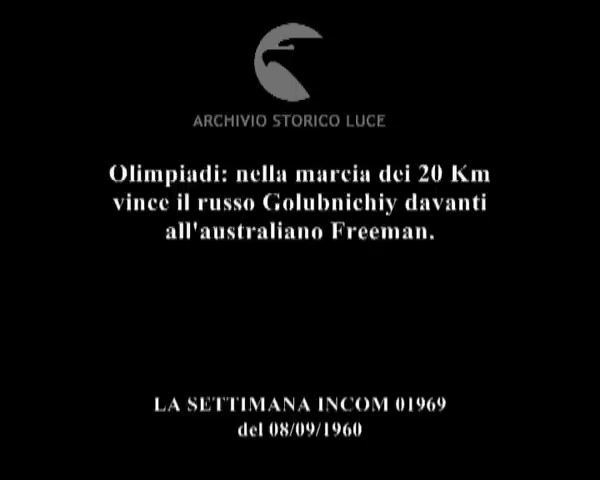 ARCHIVIO STORICO LUCE
Olimpiadi: nella marcia dei 20 Km
vince il russo Golubnichiy davanti
all'australiano Freeman.
LA SETTIMANA INCOM 01969
del 08/09/1960